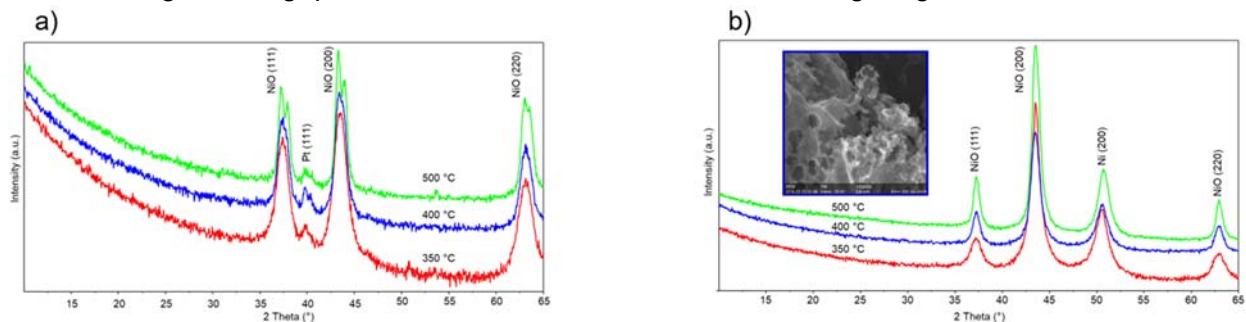 a)
Intensity (a.u.)
NiO (111)
Pt (111)
NiO (200)
NiO (220)
500 °C
400 °C
350 °C
15 20 25 30 35 40 45 50 55 60 65
2 Theta (°)
b)
Intensity (a.u.)
NiO (111)
NiO (200)
Ni (200)
NiO (220)
500 °C
400 °C
350 °C
15 20 25 30 35 40 45 50 55 60 65
2 Theta (°)